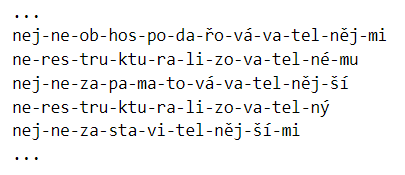 ...
nej-ne-ob-hos-po-da-řo-vá-va-tel-něj-mi
ne-res-tru-ktu-ra-li-zo-va-tel-né-mu
nej-ne-za-pa-ma-to-vá-va-tel-něj-ší
ne-res-tru-ktu-ra-li-zo-va-tel-ný
nej-ne-za-sta-vi-tel-něj-ší-mi
...